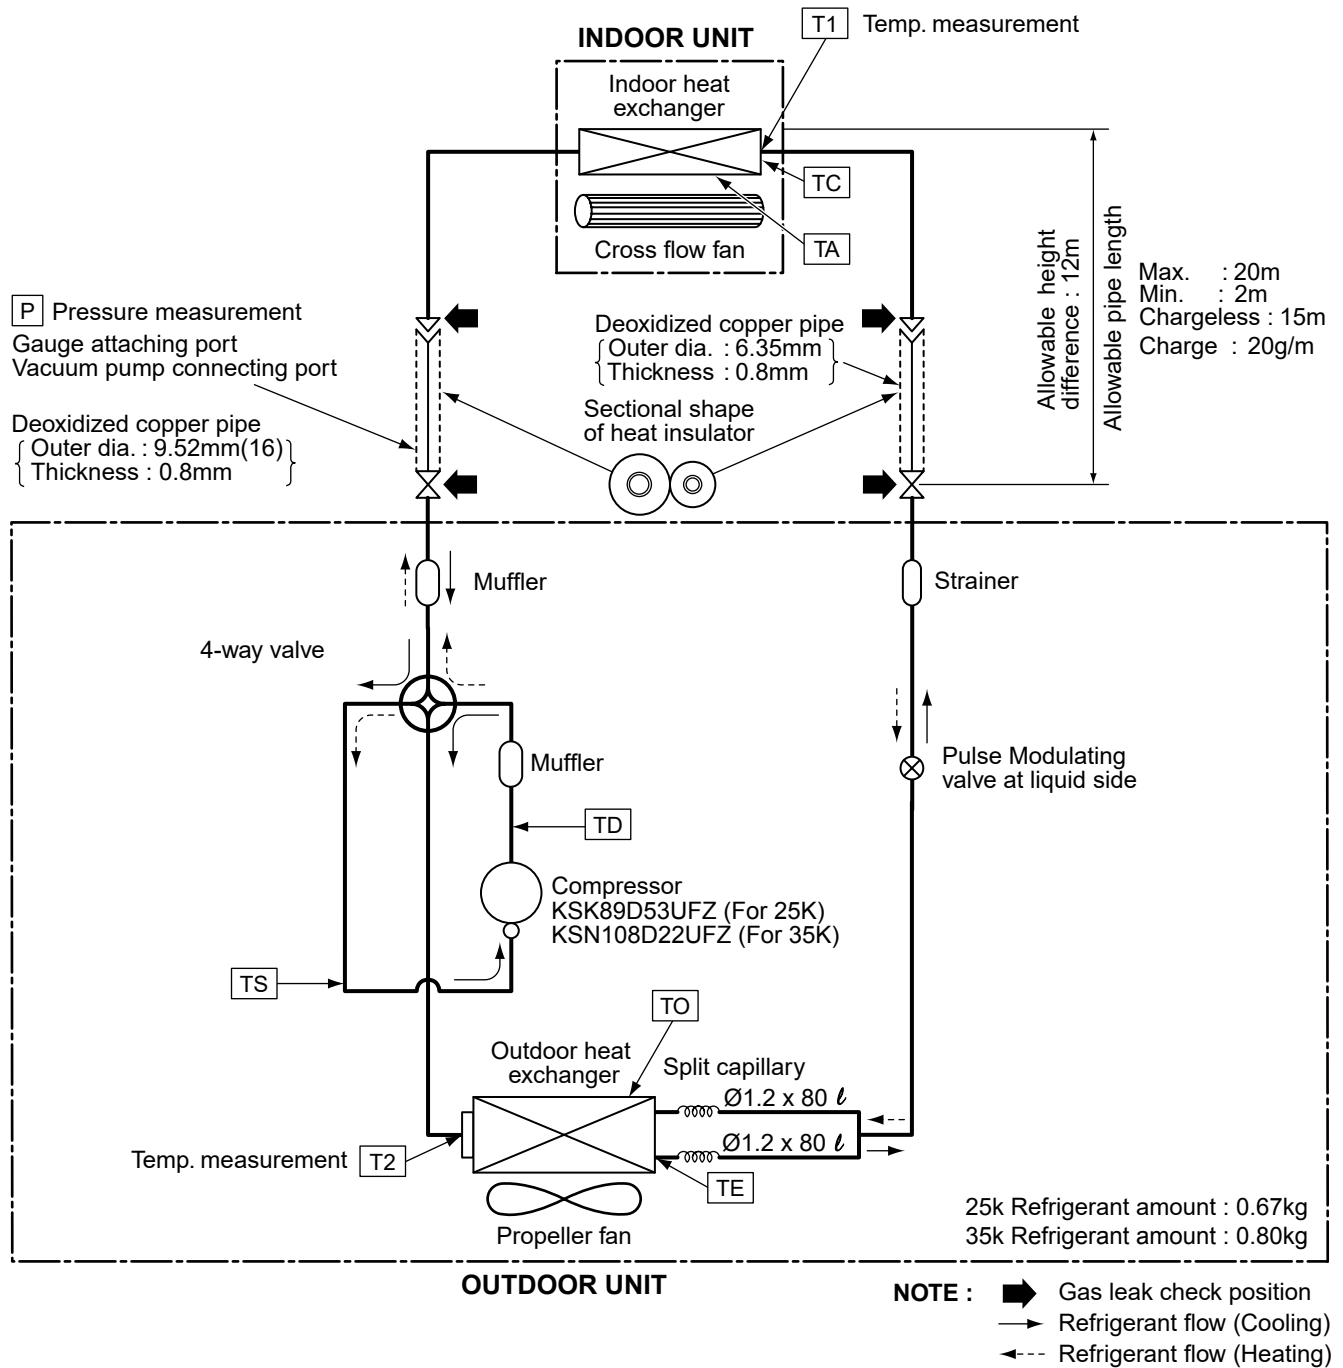 INDOOR UNIT
T1
Temp. measurement
Indoor heat
exchanger
TC
Cross flow fan
TA
Allowable height
difference : 12m
Allowable pipe length
Max. : 20m
Min. : 2m
Chargeless : 15m
Charge : 20g/m
P Pressure measurement
Gauge attaching port
Vacuum pump connecting port
Deoxidized copper pipe
Outer dia. : 9.52mm(16)
Thickness : 0.8mm
Deoxidized copper pipe
Outer dia. : 6.35mm
Thickness : 0.8mm
Sectional shape
of heat insulator
Muffler
Strainer
4-way valve
Muffler
Pulse Modulating
valve at liquid side
TD
Compressor
KSK89D53UFZ (For 25K)
KSN108D22UFZ (For 35K)
TS
TO
Outdoor heat
exchanger
Split capillary
Ø1.2 x 80 ℓ
Ø1.2 x 80 ℓ
Temp. measurement T2
TE
Propeller fan
25k Refrigerant amount : 0.67kg
35k Refrigerant amount : 0.80kg
OUTDOOR UNIT
NOTE : Gas leak check position
Refrigerant flow (Cooling)
Refrigerant flow (Heating)